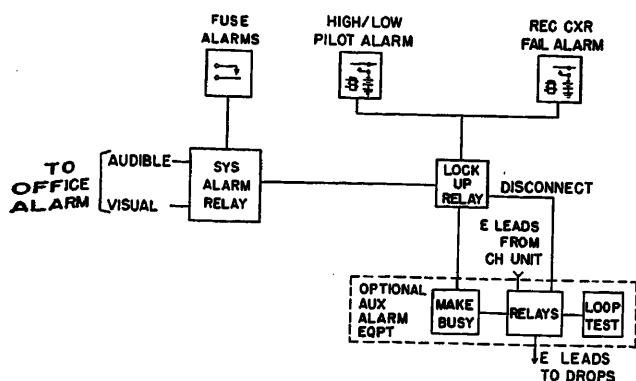 FUSE
ALARMS
HIGH/LOW
PILOT ALARM
REC CXR
FAIL ALARM
TO
OFFICE
ALARM
AUDIBLE
VISUAL
SYS
ALARM
RELAY
LOCK
UP
RELAY
DISCONNECT
E LEADS
FROM
CH UNIT
OPTIONAL
AUX
ALARM
EQPT
MAKE
BUSY
RELAYS
LOOP
TEST
E LEADS
TO DROPS